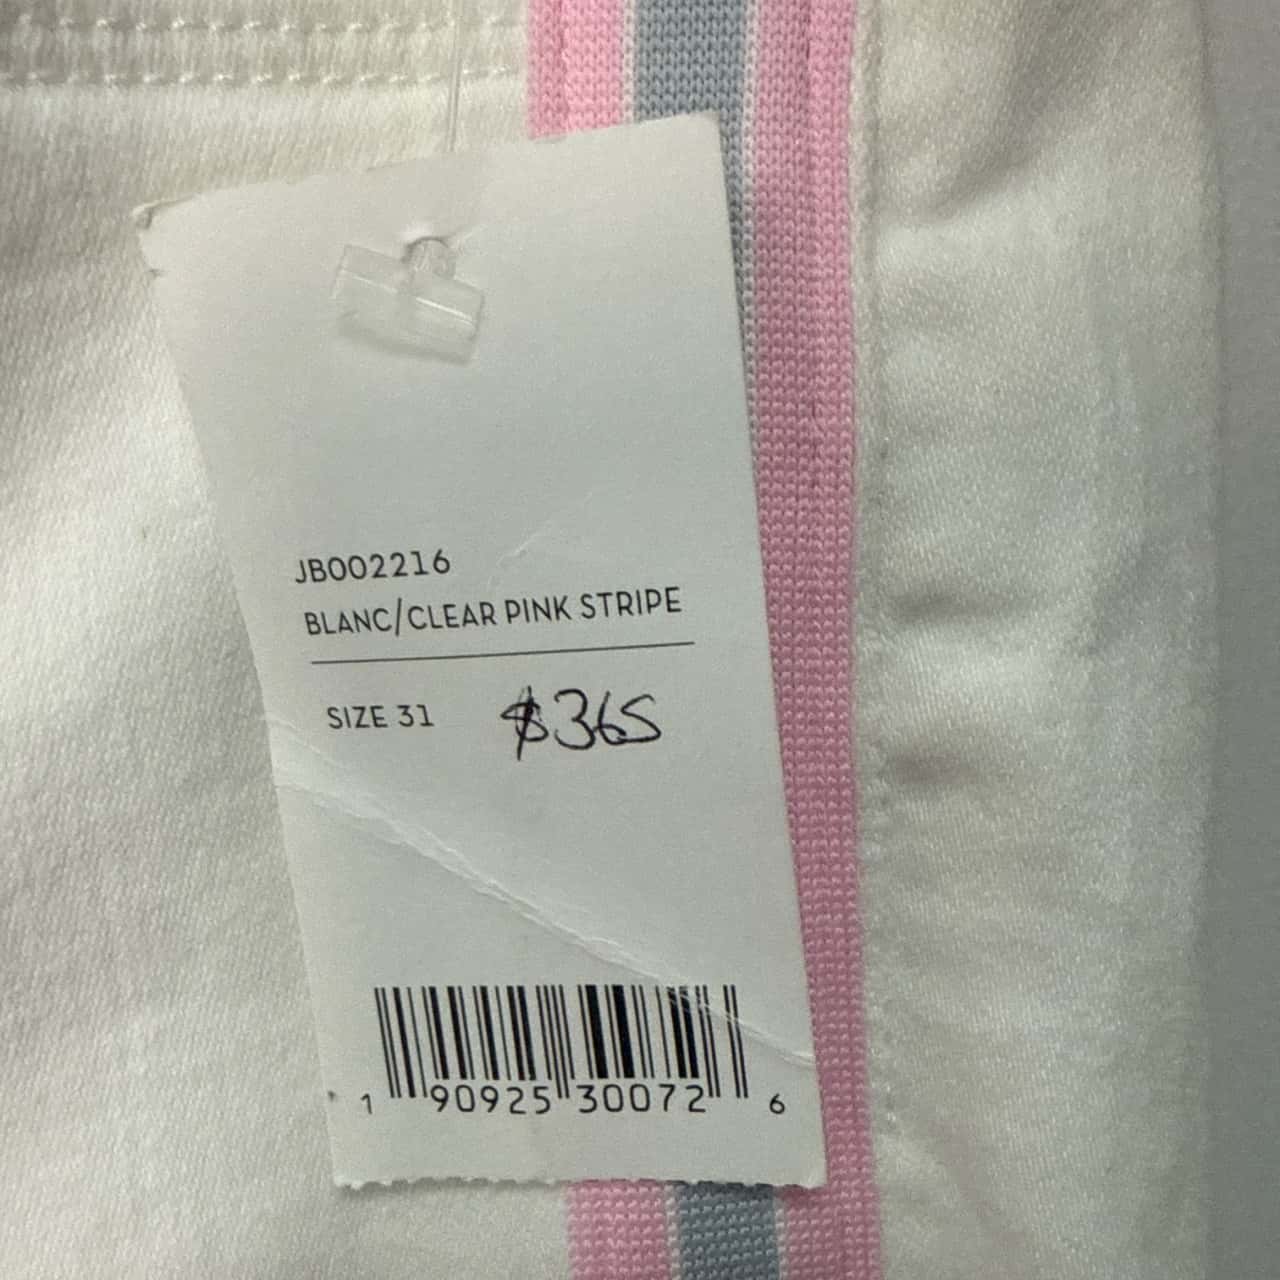 JB002216
BLANC/CLEAR PINK STRIPE
SIZE 31 $365
1 90925 30072 6